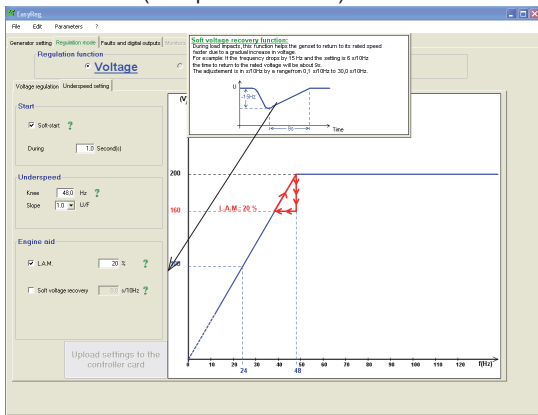 EasyReg
File Edit Parameters ?
Generator setting Regulation mode Faults and digital outputs
Regulation function
Voltage
Voltage regulation Underspeed setting
Soft voltage recovery function:
During load impacts, this function helps the genset to return to its rated speed
faster due to a gradual increase in voltage.
For example: If the frequency drops by 15 Hz and the setting is 6 s/10Hz
the time to return to the rated voltage will be about 9s.
The adjustement is in s/10Hz by a range from 0,1 s/10Hz to 30,0 s/10Hz.
U
-15Hz
9s
Time
Start
Soft-start ?
During 1.0 Second(s)
Underspeed
Knee 48,0 Hz ?
Slope 1.0 U/F
Engine aid
L.A.M. 20 % ?
Soft voltage recovery s/10Hz ?
Upload settings to the
controller card
200
160
L.A.M.: 20 %
10 20 30 40 50 60 70 80 90 100 110 120 f(Hz)
24 48